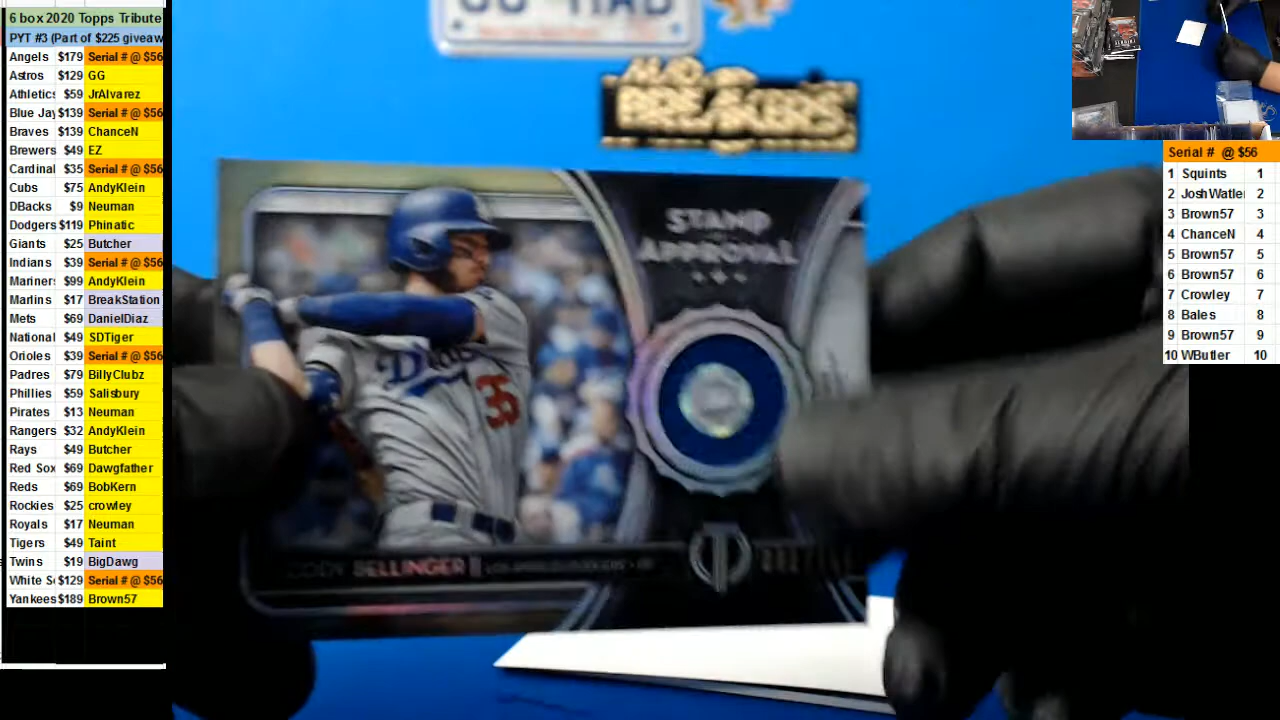 6 box 2020 Topps Tribute
PYT #3 (Part of $225 giveaw
Angels $179 Serial # @ $56
Astros $129 GG
Athletics $59 JrAlvarez
Blue Jay $139 Serial # @ $56
Braves $139 ChanceN
Brewers $49 EZ
Cardinal $35 Serial # @ $56
Cubs $75 AndyKlein
DBacks $9 Neuman
Dodgers $119 Phinatic
Giants $25 Butcher
Indians $39 Serial # @ $56
Mariners $99 AndyKlein
Marlins $17 BreakStation
Mets $69 DanielDiaz
National $49 SDTiger
Orioles $39 Serial # @ $56
Padres $79 BillyClubz
Phillies $59 Salisbury
Pirates $13 Neuman
Rangers $32 AndyKlein
Rays $49 Butcher
Red Sox $69 Dawgfather
Reds $69 BobKern
Rockies $25 crowley
Royals $17 Neuman
Tigers $49 Taint
Twins $19 BigDawg
White So $129 Serial # @ $56
Yankees $189 Brown57
BREAKERS
STAMP
APPROVAL
Dod
35
CODY BELLINGER
Serial # @ $56
1 Squints 1
2 JoshWatle 2
3 Brown57 3
4 ChanceN 4
5 Brown57 5
6 Brown57 6
7 Crowley 7
8 Bales 8
9 Brown57 9
10 WButler 10